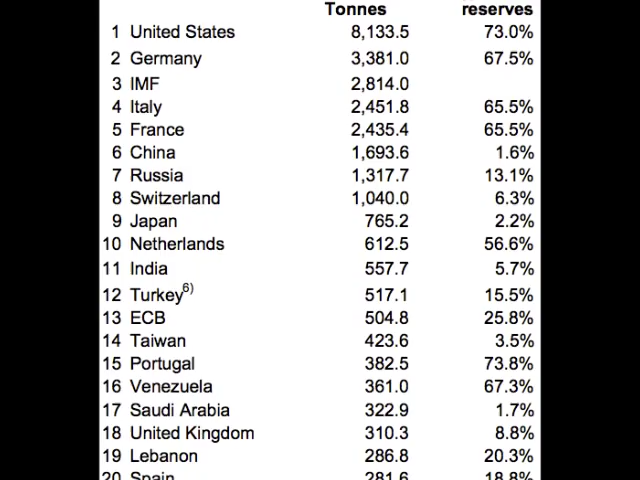 Tonnes reserves
1 United States 8,133.5 73.0%
2 Germany 3,381.0 67.5%
3 IMF 2,814.0
4 Italy 2,451.8 65.5%
5 France 2,435.4 65.5%
6 China 1,693.6 1.6%
7 Russia 1,317.7 13.1%
8 Switzerland 1,040.0 6.3%
9 Japan 765.2 2.2%
10 Netherlands 612.5 56.6%
11 India 557.7 5.7%
12 Turkey6) 517.1 15.5%
13 ECB 504.8 25.8%
14 Taiwan 423.6 3.5%
15 Portugal 382.5 73.8%
16 Venezuela 361.0 67.3%
17 Saudi Arabia 322.9 1.7%
18 United Kingdom 310.3 8.8%
19 Lebanon 286.8 20.3%
20 Spain 281.6 18.8%